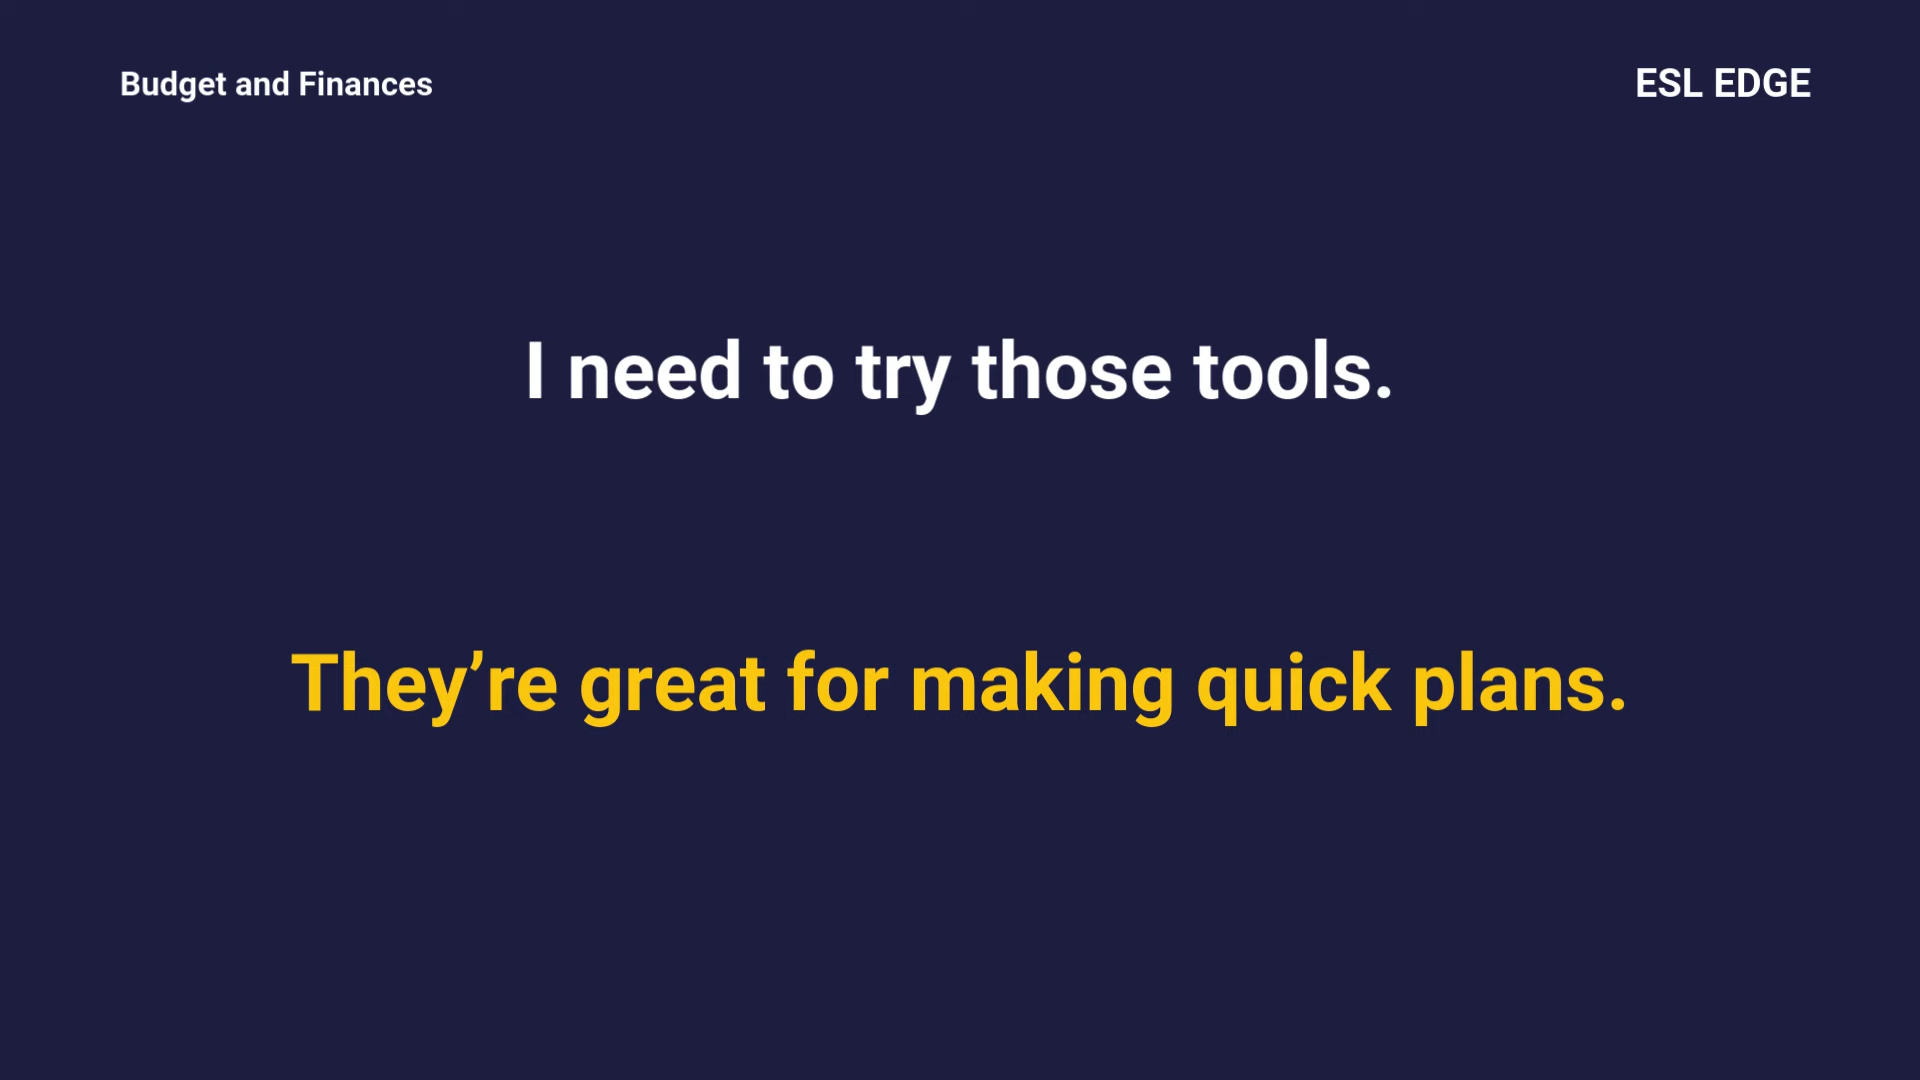 Budget and Finances
ESL EDGE
I need to try those tools.
They’re great for making quick plans.